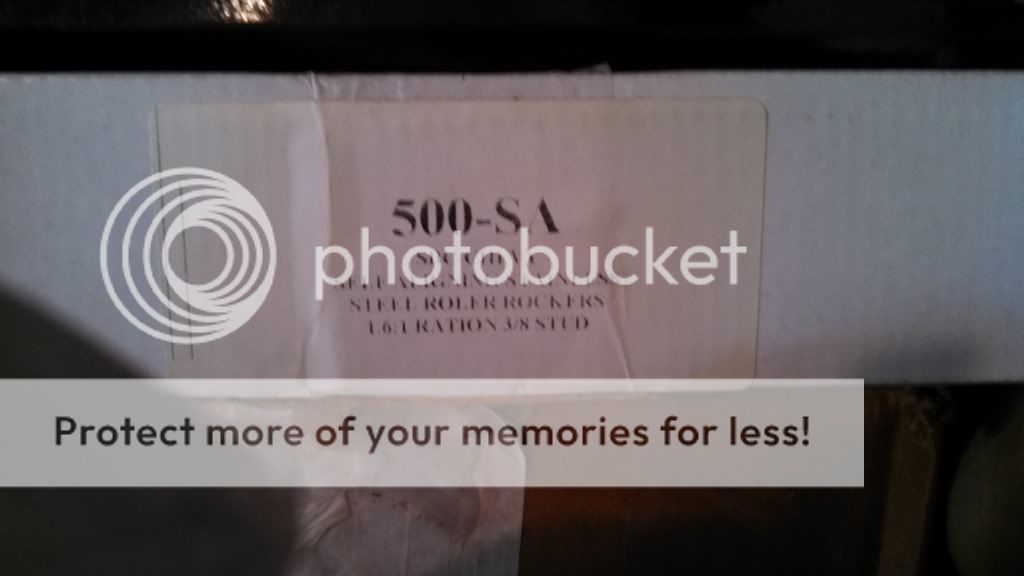 500-SA
photobucket
STEEL ROLER ROCKERS
1.6:1 RATION 3/8 STUD
Protect more of your memories for less!